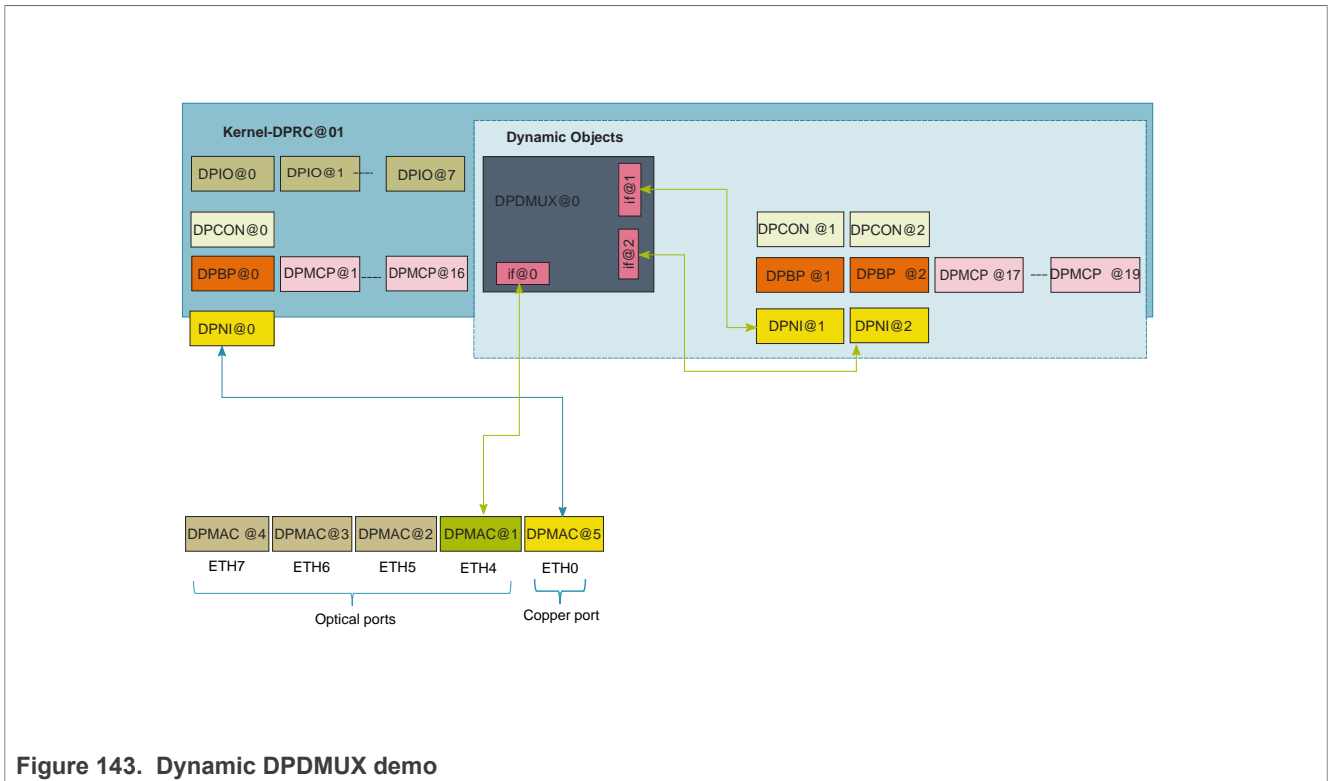 Kernel-DPRC@01
Dynamic Objects
DPIO@0
DPIO@1
----
DPIO@7
DPDMUX@0
if@1
if@2
if@0
DPCON@0
DPCON @1
DPCON@2
DPBP@0
DPMCP@1
----
DPMCP@16
DPBP @1
DPBP @2
DPMCP @17
---
DPMCP @19
DPNI@0
DPNI@1
DPNI@2
DPMAC @4
DPMAC@3
DPMAC@2
DPMAC@1
DPMAC@5
ETH7
ETH6
ETH5
ETH4
ETH0
Optical ports
Copper port
Figure 143. Dynamic DPDMUX demo